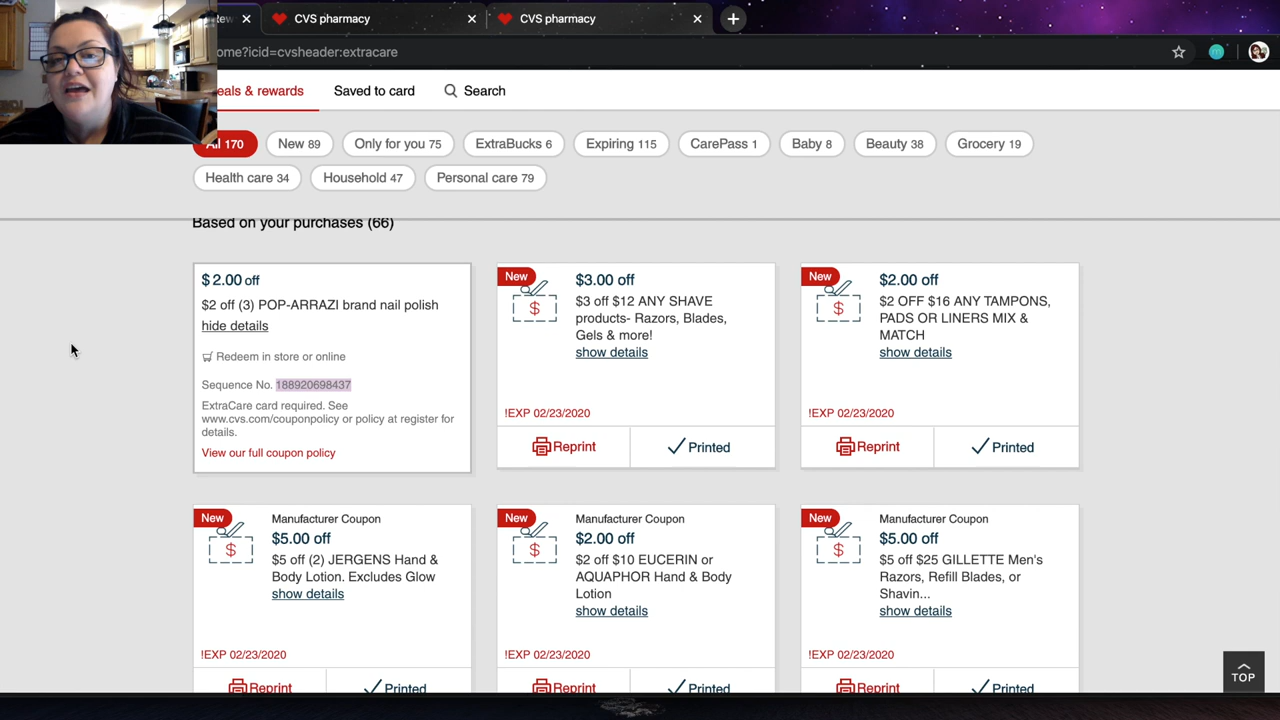 ew
CVS pharmacy
CVS pharmacy
ome?icid=cvsheader:extracare
eals & rewards
Saved to card
Search
All 170
New 89
Only for you 75
ExtraBucks 6
Expiring 115
CarePass 1
Baby 8
Beauty 38
Grocery 19
Health care 34
Household 47
Personal care 79
Based on your purchases (66)
$2.00 off
$2 off (3) POP-ARRAZI brand nail polish
hide details
Redeem in store or online
Sequence No. 188920698437
ExtraCare card required. See
www.cvs.com/couponpolicy or policy at register for
details.
View our full coupon policy
New
$3.00 off
$3 off $12 ANY SHAVE
products- Razors, Blades,
Gels & more!
show details
!EXP 02/23/2020
Reprint
Printed
New
$2.00 off
$2 OFF $16 ANY TAMPONS,
PADS OR LINERS MIX &
MATCH
show details
!EXP 02/23/2020
Reprint
Printed
New
Manufacturer Coupon
$5.00 off
$5 off (2) JERGENS Hand &
Body Lotion. Excludes Glow
show details
!EXP 02/23/2020
Reprint
Printed
New
Manufacturer Coupon
$2.00 off
$2 off $10 EUCERIN or
AQUAPHOR Hand & Body
Lotion
show details
!EXP 02/23/2020
Reprint
Printed
New
Manufacturer Coupon
$5.00 off
$5 off $25 GILLETTE Men's
Razors, Refill Blades, or
Shavin...
show details
!EXP 02/23/2020
Reprint
Printed
TOP